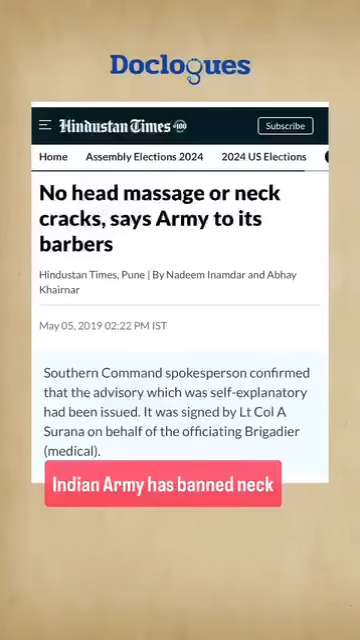 Doclogues
Hindustan Times
Subscribe
Home Assembly Elections 2024 2024 US Elections
No head massage or neck
cracks, says Army to its
barbers
Hindustan Times, Pune | By Nadeem Inamdar and Abhay
Khairnar
May 05, 2019 02:22 PM IST
Southern Command spokesperson confirmed
that the advisory which was self-explanatory
had been issued. It was signed by Lt Col A
Surana on behalf of the officiating Brigadier
(medical).
Indian Army has banned neck